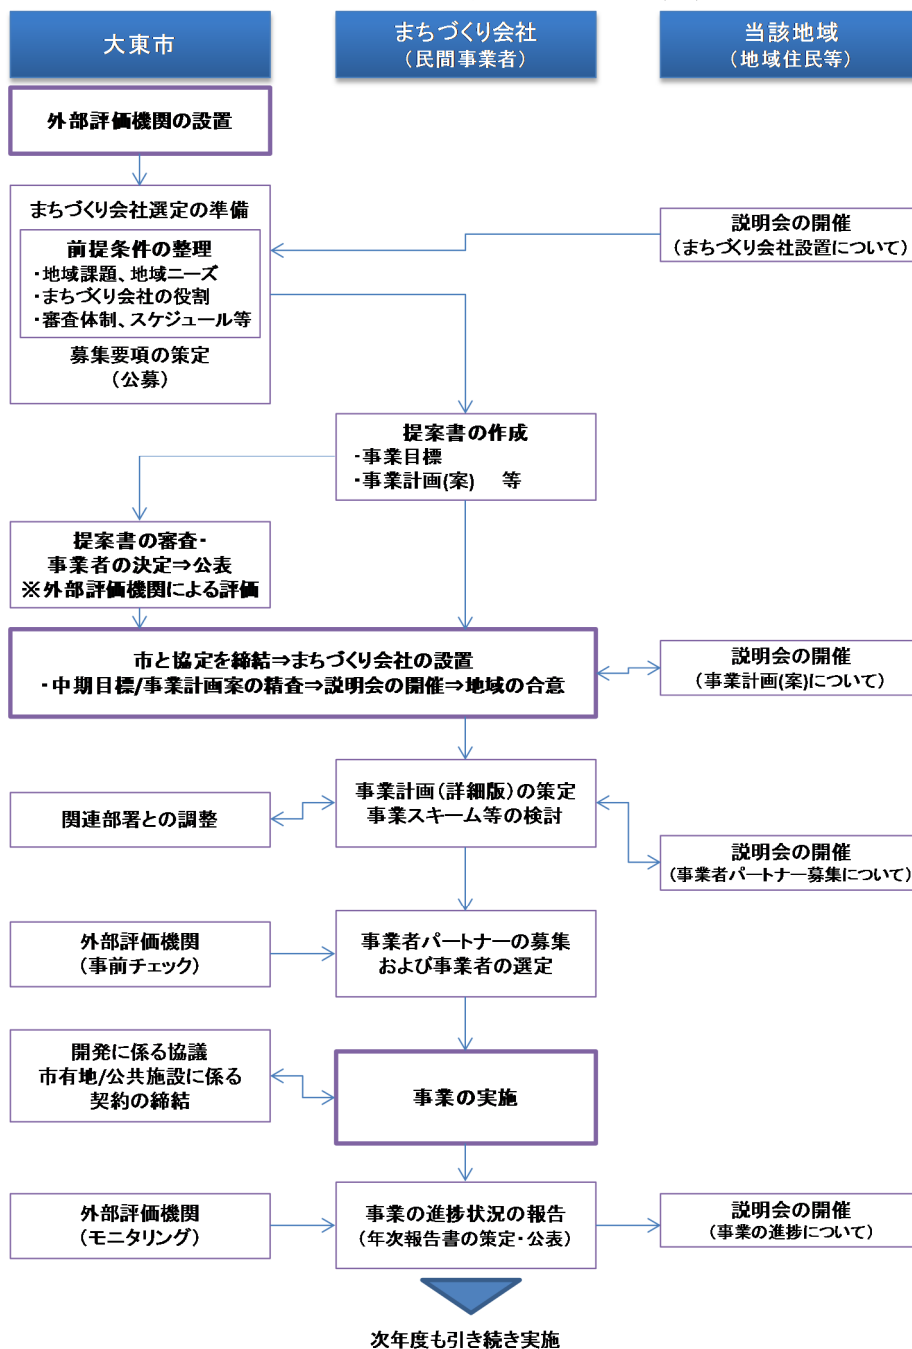 大東市
まちづくり会社
（民間事業者）
当該地域
（地域住民等）
外部評価機関の設置
まちづくり会社選定の準備
前提条件の整理
・地域課題、地域ニーズ
・まちづくり会社の役割
・審査体制、スケジュール等
募集要項の策定
（公募）
説明会の開催
（まちづくり会社設置について）
提案書の作成
・事業目標
・事業計画(案)　等
提案書の審査・
事業者の決定⇒公表
※外部評価機関による評価
市と協定を締結⇒まちづくり会社の設置
・中期目標/事業計画案の精査⇒説明会の開催⇒地域の合意
説明会の開催
（事業計画(案)について）
事業計画（詳細版）の策定
事業スキーム等の検討
関連部署との調整
説明会の開催
（事業者パートナー募集について）
外部評価機関
（事前チェック）
事業者パートナーの募集
および事業者の選定
開発に係る協議
市有地/公共施設に係る
契約の締結
事業の実施
外部評価機関
（モニタリング）
事業の進捗状況の報告
（年次報告書の策定・公表）
説明会の開催
（事業の進捗について）
次年度も引き続き実施